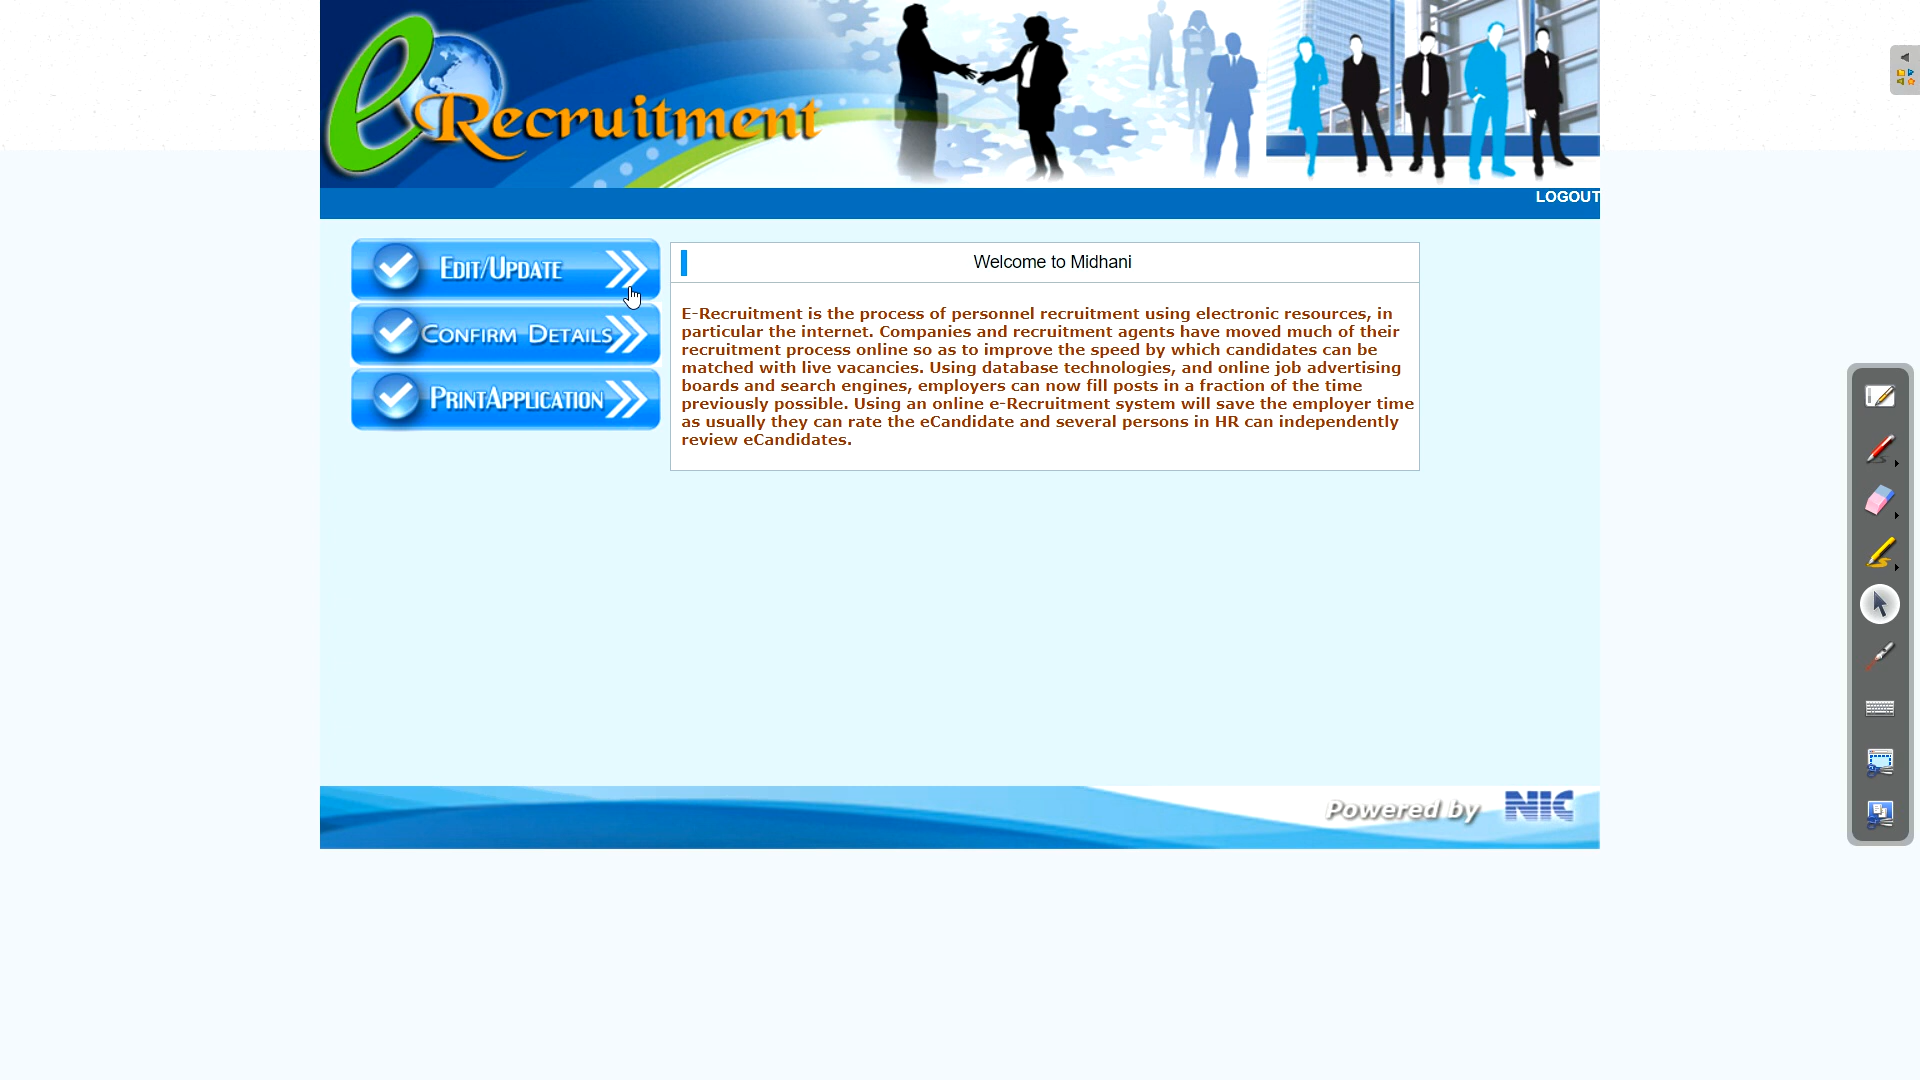 eRecruitment
LOGOUT
EDIT/UPDATE
CONFIRM DETAILS
PRINTAPPLICATION
Welcome to Midhani
E-Recruitment is the process of personnel recruitment using electronic resources, in
particular the internet. Companies and recruitment agents have moved much of their
recruitment process online so as to improve the speed by which candidates can be
matched with live vacancies. Using database technologies, and online job advertising
boards and search engines, employers can now fill posts in a fraction of the time
previously possible. Using an online e-Recruitment system will save the employer time
as usually they can rate the eCandidate and several persons in HR can independently
review eCandidates.
Powered by NIC